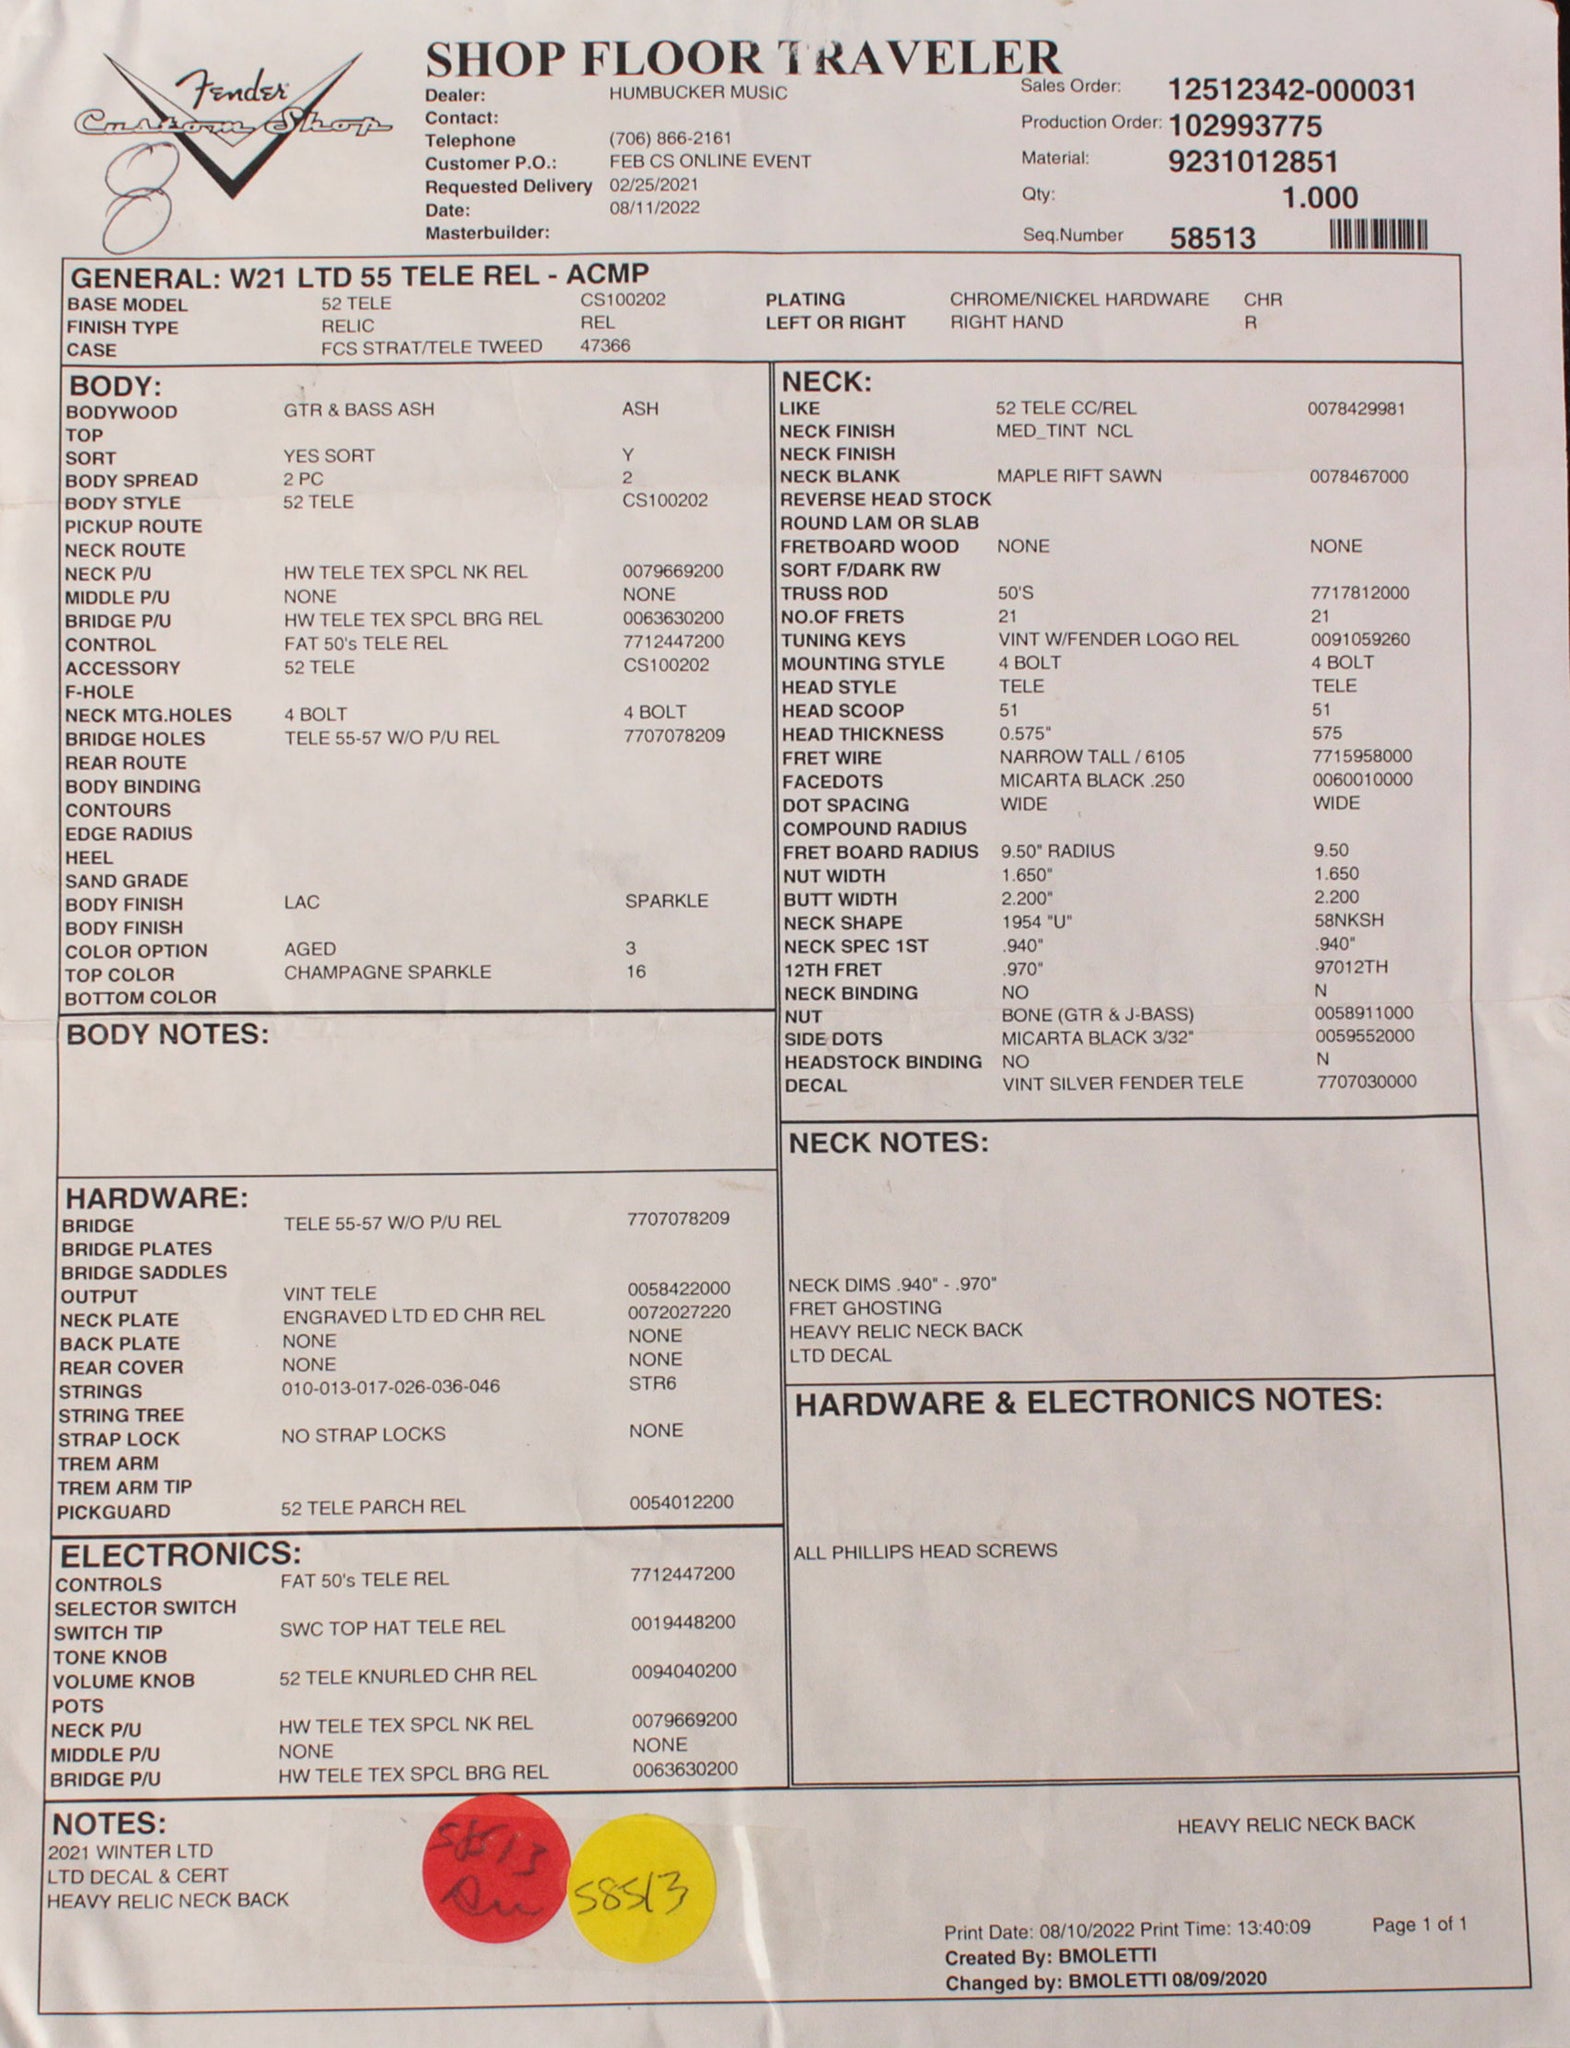 Fender
Custom Shop
SHOP FLOOR TRAVELER
Dealer: HUMBUCKER MUSIC
Contact:
Telephone (706) 866-2161
Customer P.O.: FEB CS ONLINE EVENT
Requested Delivery 02/25/2021
Date: 08/11/2022
Masterbuilder:
Sales Order: 12512342-000031
Production Order: 102993775
Material: 9231012851
Qty: 1.000
Seq.Number 58513
GENERAL: W21 LTD 55 TELE REL - ACMP
BASE MODEL 52 TELE CS100202 PLATING CHROME/NICKEL HARDWARE CHR
FINISH TYPE RELIC REL LEFT OR RIGHT RIGHT HAND R
CASE FCS STRAT/TELE TWEED 47366
BODY:
BODYWOOD GTR & BASS ASH ASH
TOP
SORT YES SORT Y
BODY SPREAD 2 PC 2
BODY STYLE 52 TELE CS100202
PICKUP ROUTE
NECK ROUTE
NECK P/U HW TELE TEX SPCL NK REL 0079669200
MIDDLE P/U NONE NONE
BRIDGE P/U HW TELE TEX SPCL BRG REL 0063630200
CONTROL FAT 50's TELE REL 7712447200
ACCESSORY 52 TELE CS100202
F-HOLE
NECK MTG.HOLES 4 BOLT 4 BOLT
BRIDGE HOLES TELE 55-57 W/O P/U REL 7707078209
REAR ROUTE
BODY BINDING
CONTOURS
EDGE RADIUS
HEEL
SAND GRADE
BODY FINISH LAC SPARKLE
BODY FINISH
COLOR OPTION AGED 3
TOP COLOR CHAMPAGNE SPARKLE 16
BOTTOM COLOR
BODY NOTES:
HARDWARE:
BRIDGE TELE 55-57 W/O P/U REL 7707078209
BRIDGE PLATES
BRIDGE SADDLES
OUTPUT VINT TELE 0058422000
NECK PLATE ENGRAVED LTD ED CHR REL 0072027220
BACK PLATE NONE NONE
REAR COVER NONE NONE
STRINGS 010-013-017-026-036-046 STR6
STRING TREE
STRAP LOCK NO STRAP LOCKS NONE
TREM ARM
TREM ARM TIP
PICKGUARD 52 TELE PARCH REL 0054012200
ELECTRONICS:
CONTROLS FAT 50's TELE REL 7712447200
SELECTOR SWITCH
SWITCH TIP SWC TOP HAT TELE REL 0019448200
TONE KNOB
VOLUME KNOB 52 TELE KNURLED CHR REL 0094040200
POTS
NECK P/U HW TELE TEX SPCL NK REL 0079669200
MIDDLE P/U NONE NONE
BRIDGE P/U HW TELE TEX SPCL BRG REL 0063630200
NECK:
LIKE 52 TELE CC/REL 0078429981
NECK FINISH MED_TINT NCL
NECK FINISH
NECK BLANK MAPLE RIFT SAWN 0078467000
REVERSE HEAD STOCK
ROUND LAM OR SLAB
FRETBOARD WOOD NONE NONE
SORT F/DARK RW
TRUSS ROD 50'S 7717812000
NO.OF FRETS 21 21
TUNING KEYS VINT W/FENDER LOGO REL 0091059260
MOUNTING STYLE 4 BOLT 4 BOLT
HEAD STYLE TELE TELE
HEAD SCOOP 51 51
HEAD THICKNESS 0.575" 575
FRET WIRE NARROW TALL / 6105 7715958000
FACEDOTS MICARTA BLACK .250 0060010000
DOT SPACING WIDE WIDE
COMPOUND RADIUS
FRET BOARD RADIUS 9.50" RADIUS 9.50
NUT WIDTH 1.650" 1.650
BUTT WIDTH 2.200" 2.200
NECK SHAPE 1954 "U" 58NKSH
NECK SPEC 1ST .940" .940"
12TH FRET .970" 97012TH
NECK BINDING NO N
NUT BONE (GTR & J-BASS) 0058911000
SIDE DOTS MICARTA BLACK 3/32" 0059552000
HEADSTOCK BINDING NO N
DECAL VINT SILVER FENDER TELE 7707030000
NECK NOTES:
NECK DIMS .940" - .970"
FRET GHOSTING
HEAVY RELIC NECK BACK
LTD DECAL
HARDWARE & ELECTRONICS NOTES:
ALL PHILLIPS HEAD SCREWS
NOTES:
2021 WINTER LTD
LTD DECAL & CERT
HEAVY RELIC NECK BACK
58513
58513
HEAVY RELIC NECK BACK
Print Date: 08/10/2022 Print Time: 13:40:09 Page 1 of 1
Created By: BMOLETTI
Changed by: BMOLETTI 08/09/2020